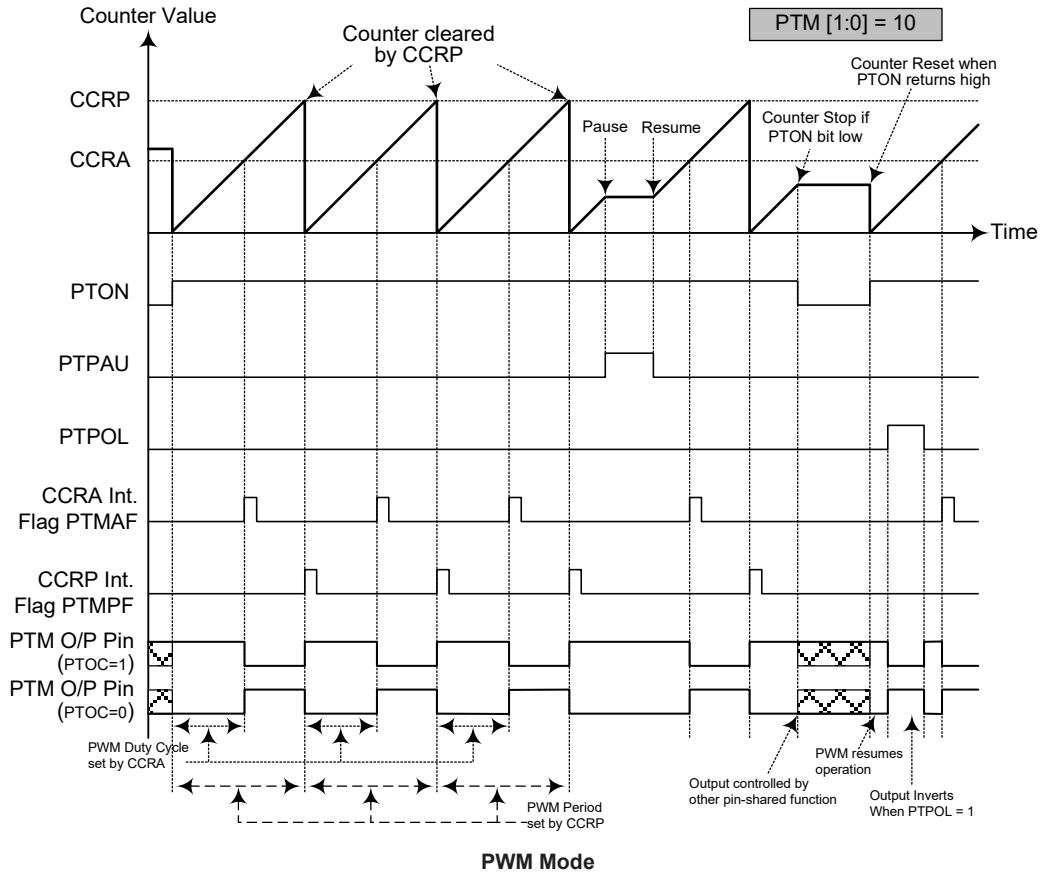 Counter Value
PTM [1:0] = 10
Counter cleared
by CCRP
Counter Reset when
PTON returns high
CCRP
Counter Stop if
PTON bit low
Pause
Resume
CCRA
Time
PTON
PTPAU
PTPOL
CCRA Int.
Flag PTMAF
CCRP Int.
Flag PTMPF
PTM O/P Pin
(PTOC=1)
PTM O/P Pin
(PTOC=0)
PWM Duty Cycle
set by CCRA
PWM resumes
operation
Output controlled by
other pin-shared function
Output Inverts
When PTPOL = 1
PWM Period
set by CCRP
PWM Mode